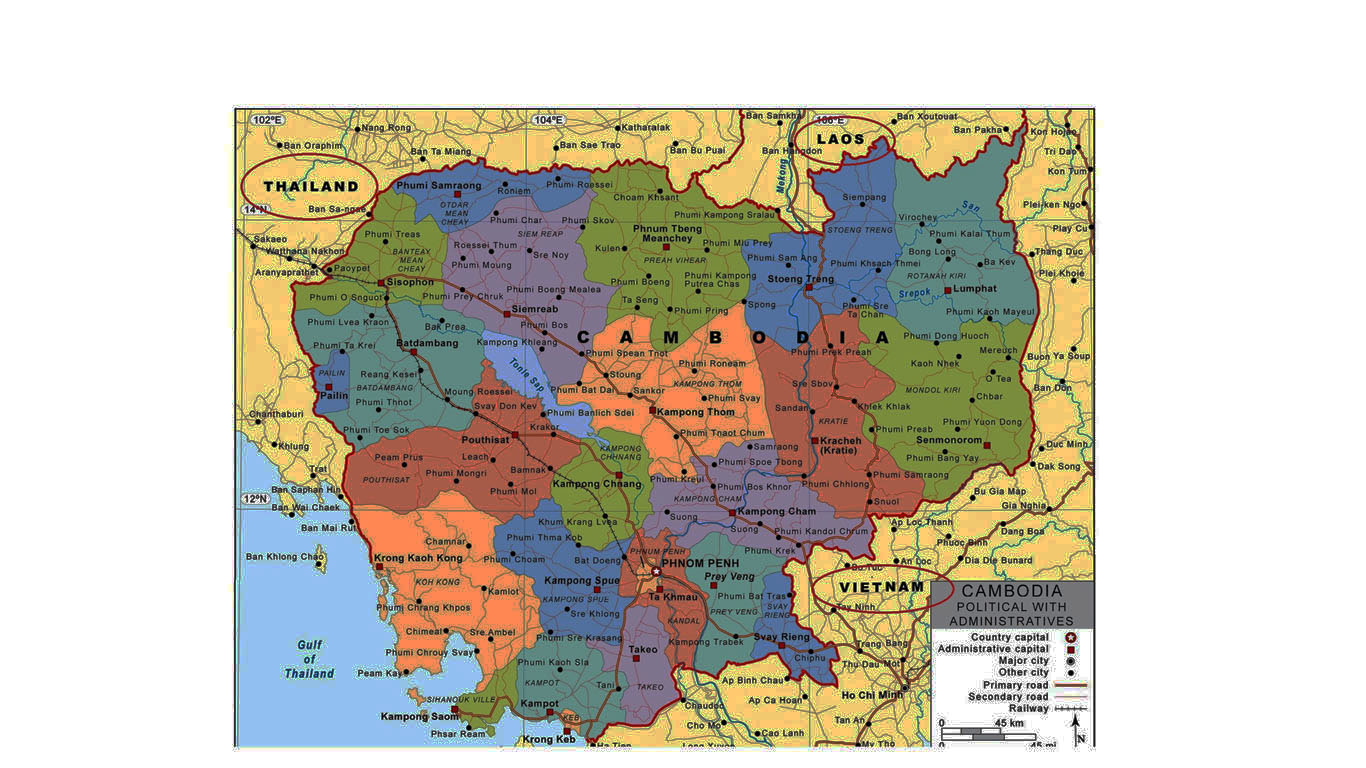 102°E
104°E
106°E
Ban Samkha
Ban Xoutouat
Nang Rong
Katharalak
LAOS
Ban Pakha
Kon Hojao
Ban Oraphim
Ban Ta Miang
Ban Sae Trao
Ban Bu Puai
Ban Hangdon
Tri Dao
Kon Tum
THAILAND
Phumi Samraong
Roniem
Phumi Roessei
Choam Khsant
Mekong
Siempang
14°N
Ban Sa-ngae
OTDAR
MEAN
CHEAY
Phumi Char
Phumi Skov
Phumi Kampong Sralau
Virochey
San
Plei-ken Ngo
Sakaeo
Phumi Treas
SIEM REAP
Phnum Tbeng
Meanchey
STOENG TRENG
Phumi Kalai Thum
Play Cu
Watthana Nakhon
BANTEAY
MEAN
CHEAY
Roessei Thum
Sre Noy
Kulen
Phumi Mlu Prey
Bong Long
Thang Duc
Aranyaprathet
Paoypet
Phumi Moung
PREAH VIHEAR
Phumi Sam Ang
Phumi Khsach Thmei
Ba Kev
ROTANAH KIRI
Plei Khoie
Sisophon
Phumi Boeng
Phumi Kampong
Putrea Chas
Stoeng Treng
Srepok
Lumphat
Phumi O Snguot
Phumi Prey Chruk
Phumi Boeng Mealea
Ta Seng
Phumi Pring
Spong
Phumi Sre
Ta Chan
Phumi Kaoh Mayeul
Siemreab
Phumi Lvea Kraon
Bak Prea
Phumi Bos
CAMBODIA
Phumi Dong Huoch
Phumi Ta Krei
Batdambang
Kampong Khleang
Phumi Spean Tnot
Phumi Prek Preah
Mereuch
Buon Ya Soup
PAILIN
Reang Kesei
Tonle Sap
Phumi Roneam
Kaoh Nhek
O Tea
BATDAMBANG
Stoung
KAMPONG THOM
Sre Sbov
Ban Don
Pailin
Moung Roessei
Phumi Bat Dan
Sankor
Phumi Svay
MONDOL KIRI
Chbar
Phumi Thnot
Svay Don Kev
Phumi Banlich Sdei
Kampong Thom
Sandan
Khlek Khlak
Chanthaburi
KRATIE
Phumi Yuon Dong
Phumi Toe Sok
Krakor
Phumi Tnaot Chum
Phumi Preab
Khlung
Pouthisat
KAMPONG
CHHNANG
Samraong
Kracheh
(Kratie)
Senmonorom
Duc Minh
Peam Prus
Leach
Phumi Spoe Tbong
Phumi Bang Yay
Dak Song
Trat
Phumi Mongri
Bamnak
Phumi Kreul
Phumi Samraong
POUTHISAT
Phumi Mol
Kampong Chnang
Phumi Bos Khnor
Phumi Chhlong
Ban Saphan Hin
12°N
KAMPONG CHAM
Snuol
Bu Gia Map
Ban Wai Chaek
Kampong Cham
Gia Nghia
Ban Mai Rut
Khum Krang Lvea
Suong
Suong
Phumi Kandol Chrum
Ap Loc Thanh
Chamnar
Phumi Thma Kob
Dang Boa
Phuoc Binh
Ban Khlong Chao
Krong Kaoh Kong
Phumi Choam
Bat Doeng
PHNUM PENH
Phumi Krek
PHNOM PENH
Bu Tuc
An Loc
Dia Die Bunard
KOH KONG
Kampong Spue
Prey Veng
VIETNAM
Kamlot
Ta Khmau
Phumi Bat Tras
Phumi Chrang Khpos
KAMPONG SPUE
PREY VENG
SVAY
RIENG
Tay Ninh
Sre Khlong
KANDAL
Chimeal
Sre Ambel
Phumi Sre Krasang
Kampong Trabek
Svay Rieng
Trang Bang
Gulf
of
Thailand
Phumi Chrouy Svay
Takeo
Chiphu
Thu Dau Mot
Peam Kay
Phumi Kaoh Sla
Ap Binh Chau
KAMPOT
Tani
TAKEO
Ho Chi Minh
SIHANOUK VILLE
Kampot
Chaudoc
Ap Ca Hoan
Kampong Saom
KEB
Cho Moi
Tan An
Phsar Ream
Krong Keb
Cao Lanh
Ha Tien
Long Xuyen
My Tho
CAMBODIA
POLITICAL WITH
ADMINISTRATIVES
Country capital
Administrative capital
Major city
Other city
Primary road
Secondary road
Railway
0 45 km
0 45 mi
N